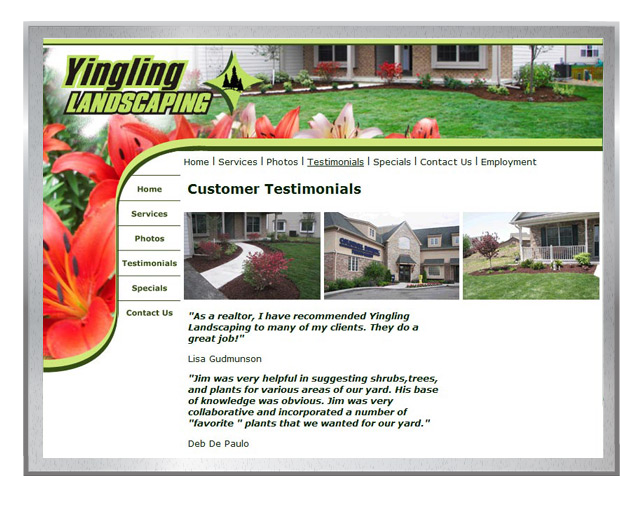 Yingling
LANDSCAPING
Home | Services | Photos | Testimonials | Specials | Contact Us | Employment
Home
Services
Photos
Testimonials
Specials
Contact Us
Customer Testimonials
"As a realtor, I have recommended Yingling
Landscaping to many of my clients. They do a
great job!"
Lisa Gudmunson
"Jim was very helpful in suggesting shrubs,trees,
and plants for various areas of our yard. His base
of knowledge was obvious. Jim was very
collaborative and incorporated a number of
"favorite " plants that we wanted for our yard."
Deb De Paulo